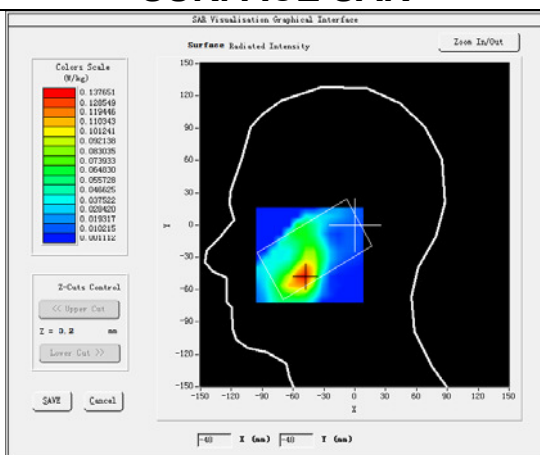 SAR Visualisation Graphical Interface
Surface Radiated Intensity
Zoom In/Out
Colors Scale
(W/kg)
0.137651
0.128549
0.119446
0.110343
0.101241
0.092138
0.083035
0.073933
0.064830
0.055728
0.046625
0.037522
0.028420
0.019317
0.010215
0.001112
Z-Cuts Control
<< Upper Cut
Z = 3.2 mm
Lower Cut >>
SAVE
Cancel
150
120
90
60
30
0
-30
-60
-90
-120
-150
Y
-150 -120 -90 -60 -30 0 30 60 90 120 150
X
-48 X (mm) -48 Y (mm)